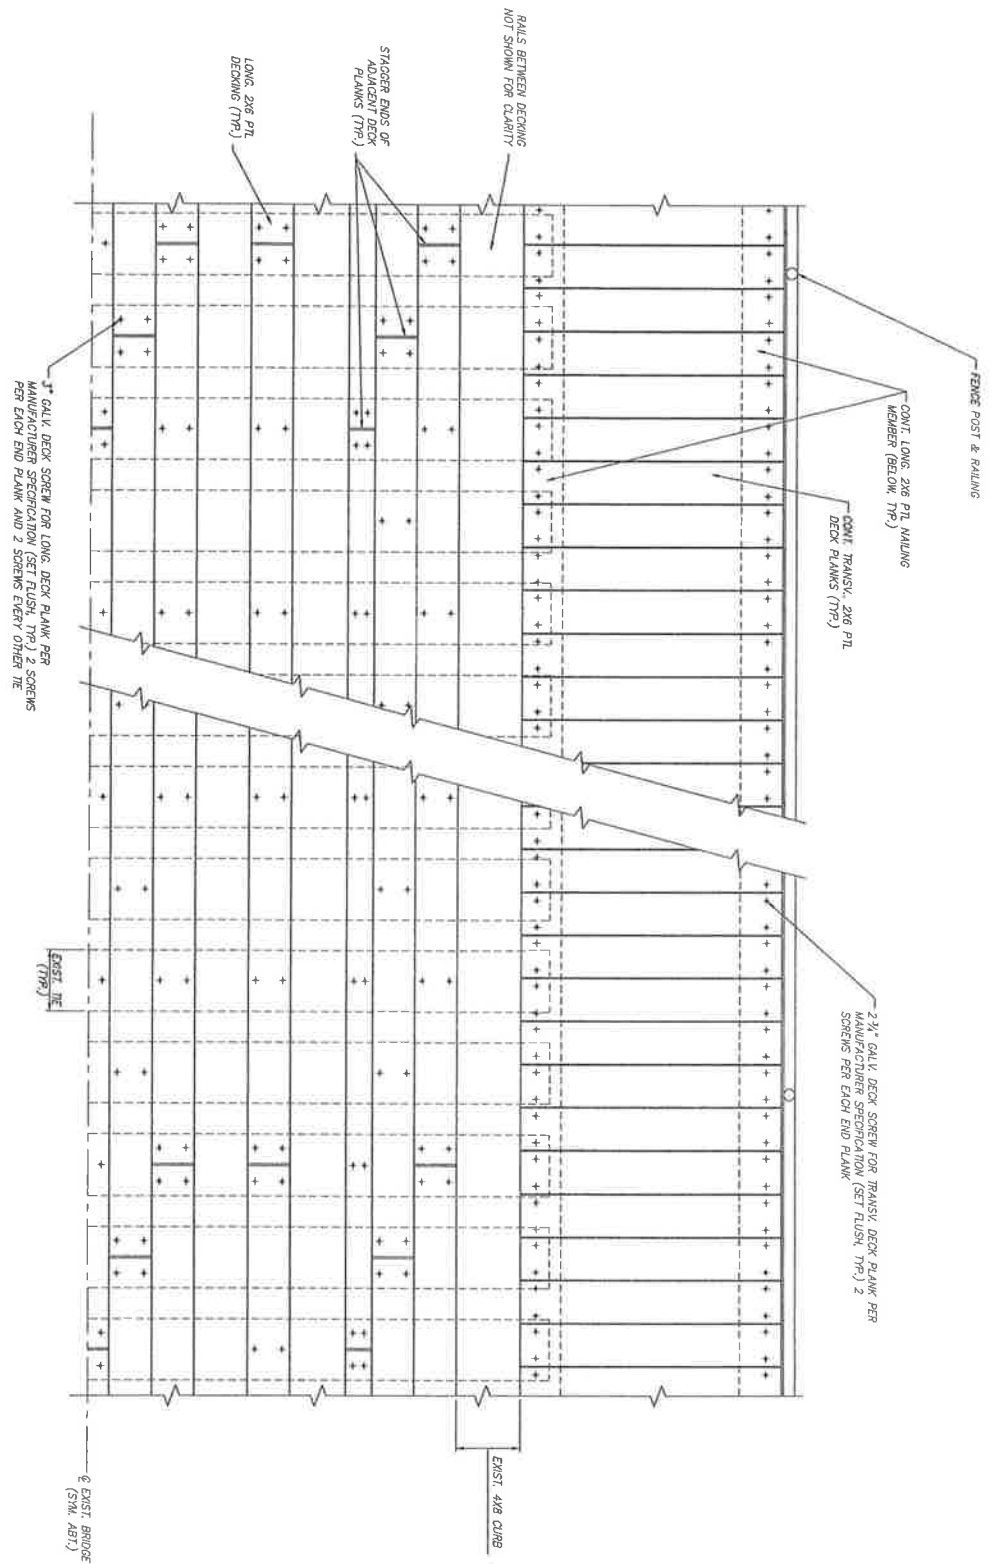 FENCE POST & RAILING
CONT. LONG. 2X6 PTL NAILING
MEMBER (BELOW, TYP.)
CONT. TRANSV., 2X6 PTL
DECK PLANKS (TYP.)
2 ¼" GALV. DECK SCREW FOR TRANSV. DECK PLANK PER
MANUFACTURER SPECIFICATION (SET FLUSH, TYP.) 2
SCREWS PER EACH END PLANK
RAILS BETWEEN DECKING
NOT SHOWN FOR CLARITY
STAGGER ENDS OF
ADJACENT DECK
PLANKS (TYP.)
LONG. 2X6 PTL
DECKING (TYP.)
EXIST. 4X8 CURB
3" GALV. DECK SCREW FOR LONG. DECK PLANK PER
MANUFACTURER SPECIFICATION (SET FLUSH, TYP.) 2 SCREWS
PER EACH END PLANK AND 2 SCREWS EVERY OTHER TIE
EXIST. TIE
(TYP.)
℄ EXIST. BRIDGE
(SYM. ABT.)